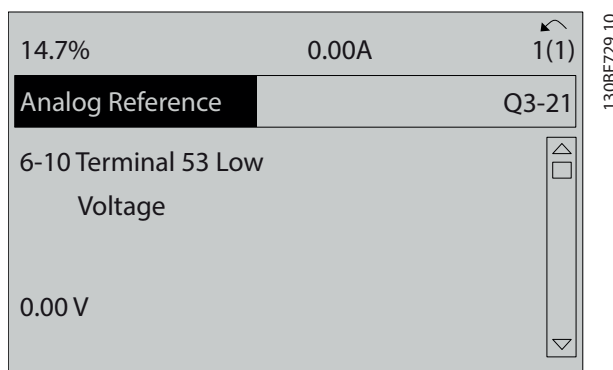 14.7% 0.00A 1(1)
Analog Reference Q3-21
6-10 Terminal 53 Low
Voltage
0.00 V
130BF729.10